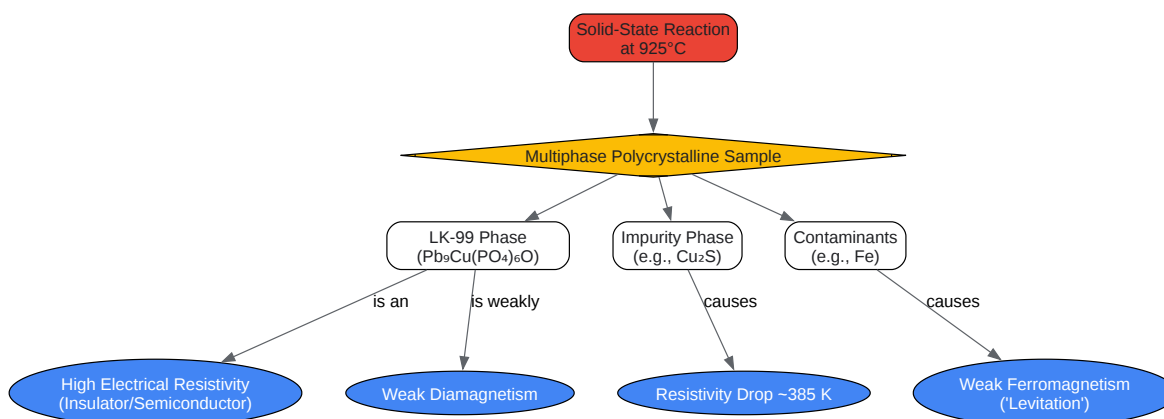 Solid-State Reaction
at 925°C
Multiphase Polycrystalline Sample
LK-99 Phase
(Pb₉Cu(PO₄)₆O)
Impurity Phase
(e.g., Cu₂S)
Contaminants
(e.g., Fe)
is an
is weakly
causes
causes
High Electrical Resistivity
(Insulator/Semiconductor)
Weak Diamagnetism
Resistivity Drop ~385 K
Weak Ferromagnetism
('Levitation')